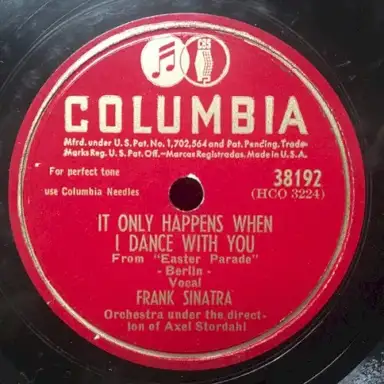 CBS
COLUMBIA
Mfrd. under U.S. Pat. No. 1,702,564 and Pat. Pending. Trade-
Marks Reg. U.S. Pat. Off.–Marcas Registradas. Made in U.S.A.
For perfect tone
use Columbia Needles
38192
(HCO 3224)
IT ONLY HAPPENS WHEN
I DANCE WITH YOU
From "Easter Parade"
- Berlin -
Vocal
FRANK SINATRA
Orchestra under the direct-
ion of Axel Stordahl